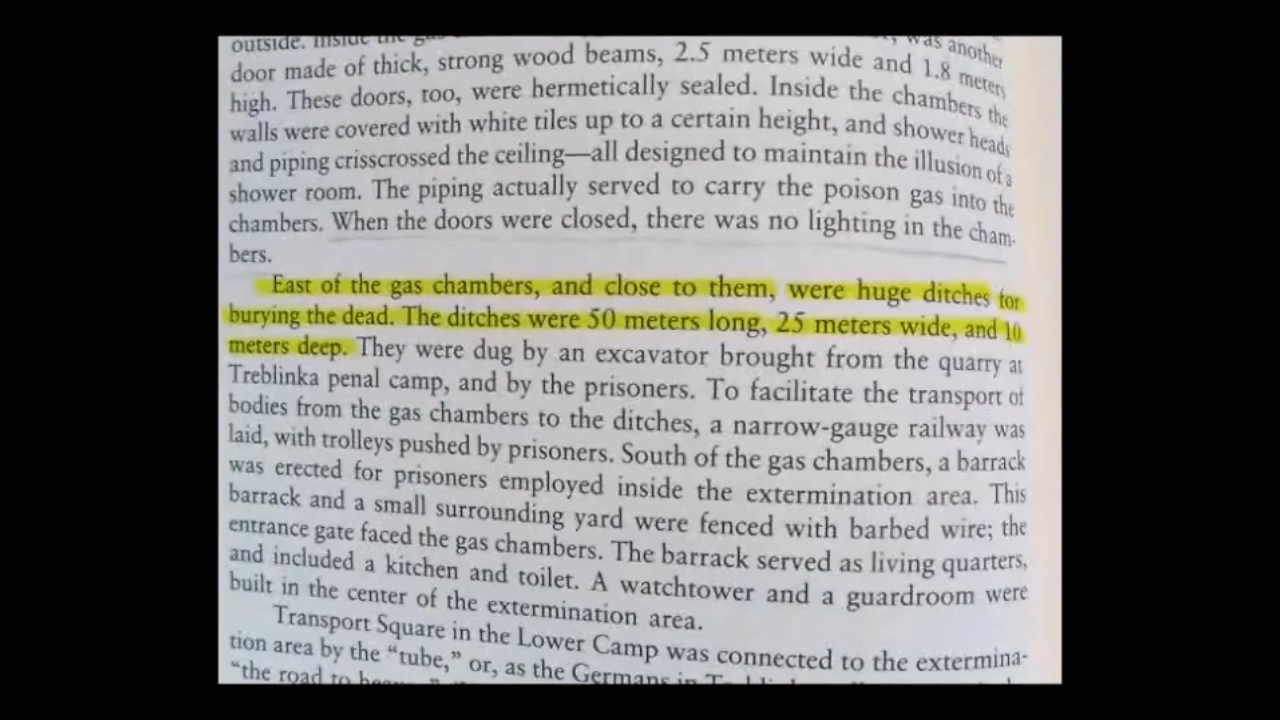 outside. Inside the
was another
door made of thick, strong wood beams, 2.5 meters wide and 1.8 meters
high. These doors, too, were hermetically sealed. Inside the chambers the
walls were covered with white tiles up to a certain height, and shower heads
and piping crisscrossed the ceiling—all designed to maintain the illusion of a
shower room. The piping actually served to carry the poison gas into the
chambers. When the doors were closed, there was no lighting in the cham-
bers.
East of the gas chambers, and close to them, were huge ditches for
burying the dead. The ditches were 50 meters long, 25 meters wide, and 10
meters deep. They were dug by an excavator brought from the quarry at
Treblinka penal camp, and by the prisoners. To facilitate the transport of
bodies from the gas chambers to the ditches, a narrow-gauge railway was
laid, with trolleys pushed by prisoners. South of the gas chambers, a barrack
was erected for prisoners employed inside the extermination area. This
barrack and a small surrounding yard were fenced with barbed wire; the
entrance gate faced the gas chambers. The barrack served as living quarters,
and included a kitchen and toilet. A watchtower and a guardroom were
built in the center of the extermination area.
Transport Square in the Lower Camp was connected to the extermina-
tion area by the “tube,” or, as the Germans in
“the road to